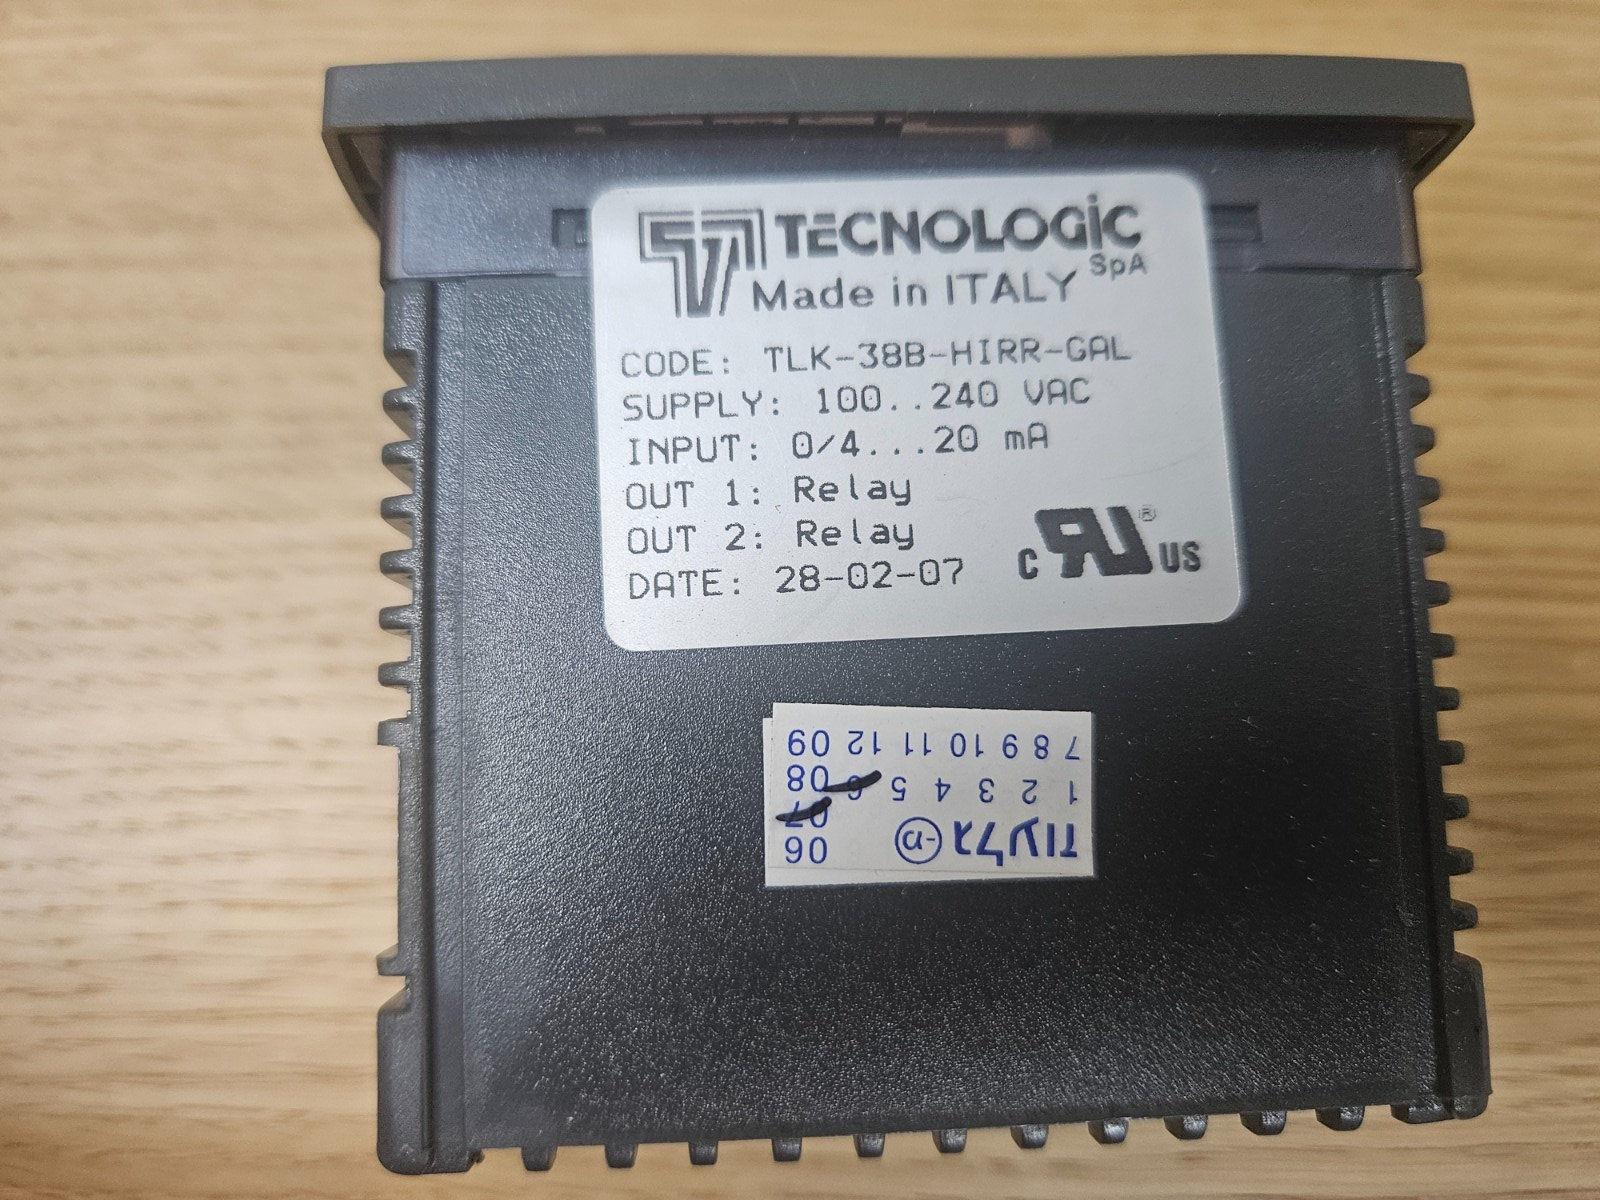 TECNOLOGIC
SpA
Made in ITALY
CODE: TLK-38B-HIRR-GAL
SUPPLY: 100..240 VAC
INPUT: 0/4...20 mA
OUT 1: Relay
OUT 2: Relay
DATE: 28-02-07
C RU ® US
06
07
1 2 3 4 5 6 08
7 8 9 10 11 12 09